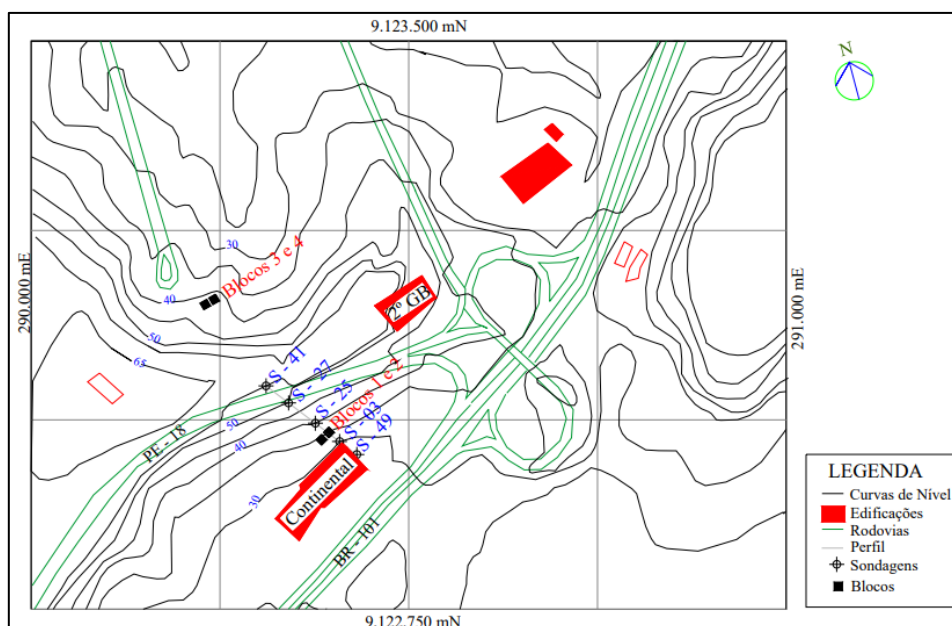 9.123.500 mN
N
290.000 mE
291.000 mE
30
Blocos 3 e 4
40
50
65
2º GB
S - 41
S - 27
S - 25
Blocos 1 e 2
S - 03
S - 49
50
PE - 18
40
30
Continental
BR - 101
9.122.750 mN
LEGENDA
Curvas de Nível
Edificações
Rodovias
Perfil
Sondagens
Blocos